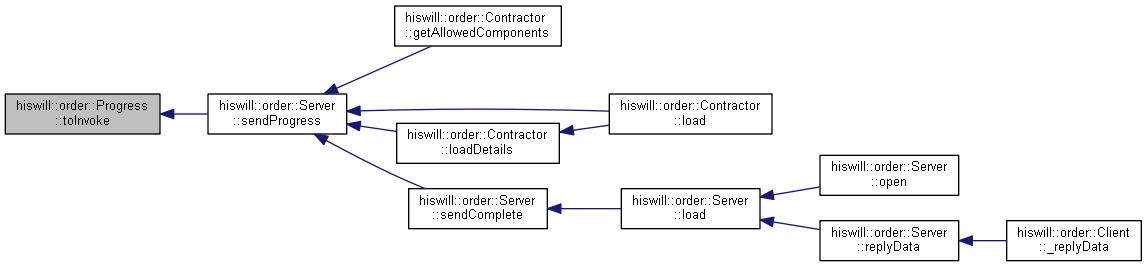 hiswill::order::Contractor
::getAllowedComponents
hiswill::order::Progress
::toInvoke
hiswill::order::Server
::sendProgress
hiswill::order::Contractor
::load
hiswill::order::Contractor
::loadDetails
hiswill::order::Server
::open
hiswill::order::Server
::sendComplete
hiswill::order::Server
::load
hiswill::order::Server
::replyData
hiswill::order::Client
::_replyData